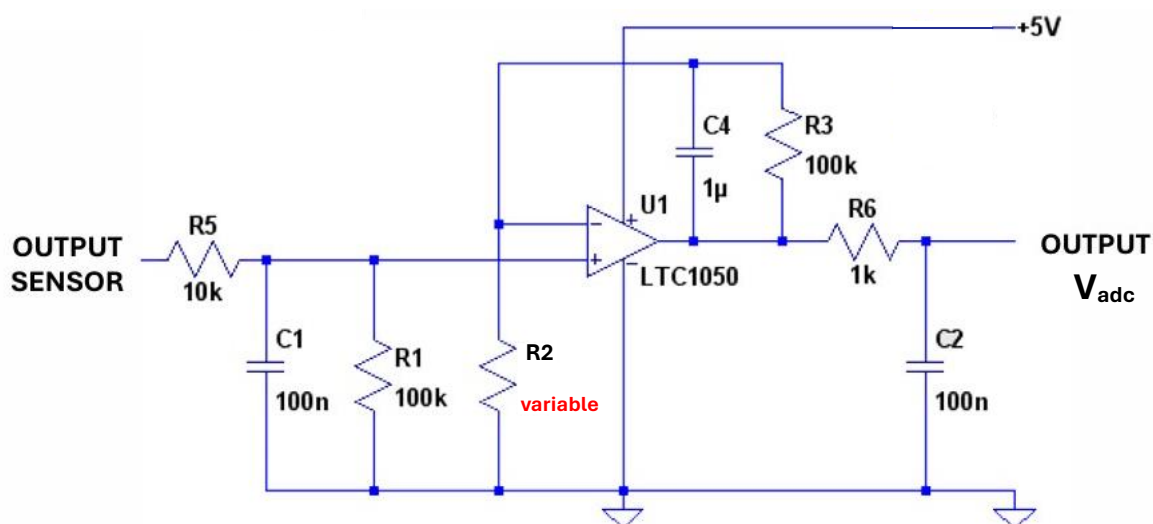 +5V
C4
1µ
R3
100k
R5
10k
OUTPUT
SENSOR
U1
+
−
+
−
LTC1050
R6
1k
OUTPUT
Vadc
C1
100n
R1
100k
R2
variable
C2
100n